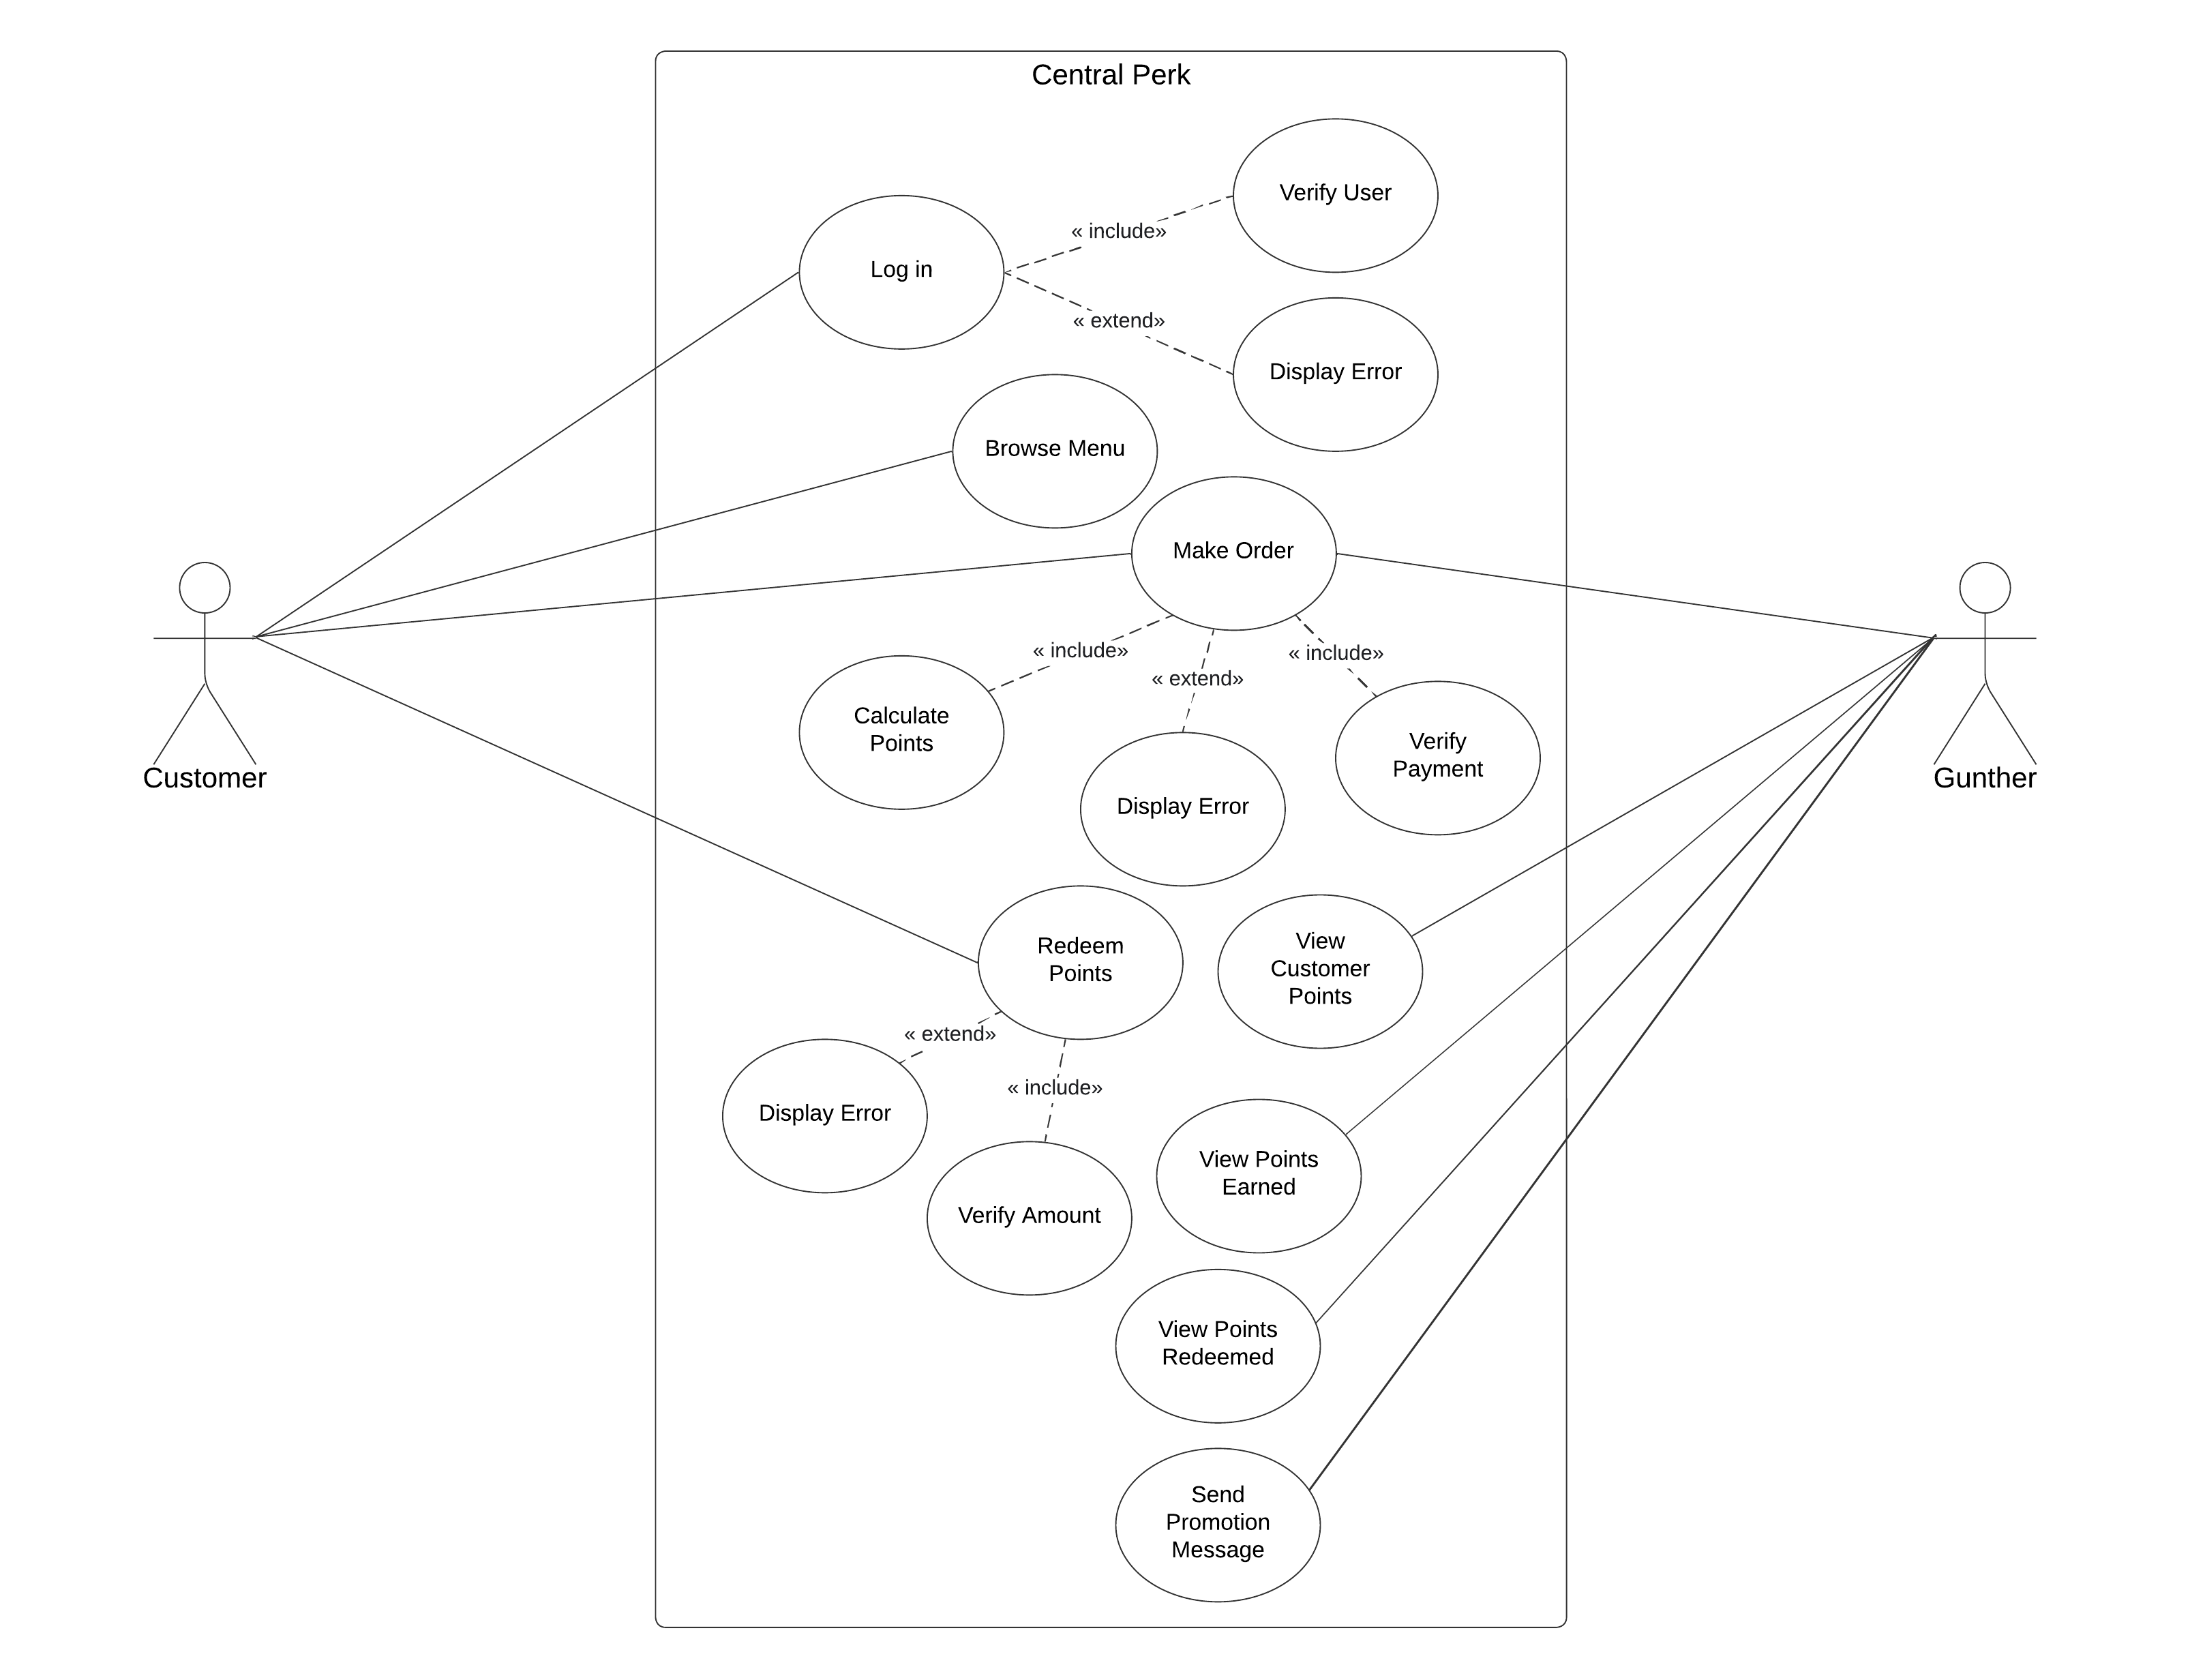 Central Perk
Verify User
« include»
Log in
« extend»
Display Error
Browse Menu
Make Order
« include»
« include»
« extend»
Calculate
Points
Verify
Payment
Customer
Gunther
Display Error
Redeem
Points
View
Customer
Points
« extend»
« include»
Display Error
View Points
Earned
Verify Amount
View Points
Redeemed
Send
Promotion
Message